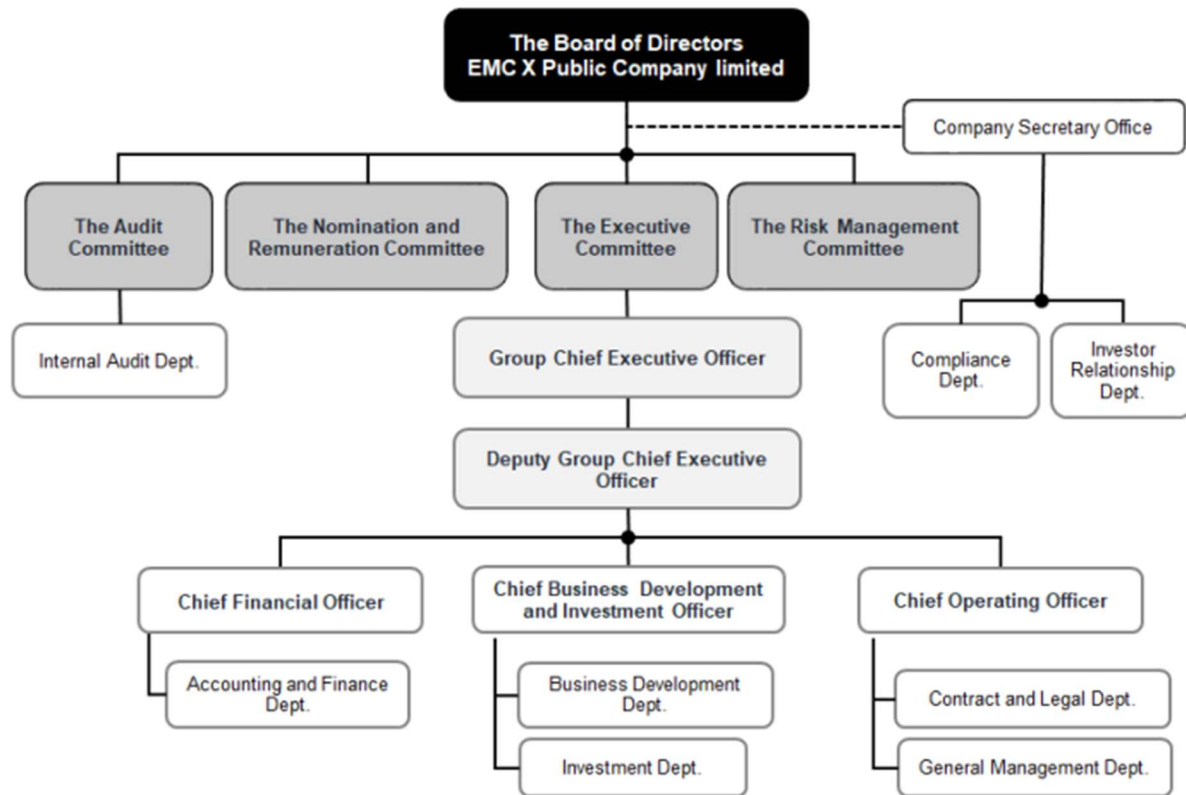 The Board of Directors
EMC X Public Company limited
Company Secretary Office
The Audit
Committee
The Nomination and
Remuneration Committee
The Executive
Committee
The Risk Management
Committee
Internal Audit Dept.
Group Chief Executive Officer
Compliance
Dept.
Investor
Relationship
Dept.
Deputy Group Chief Executive
Officer
Chief Financial Officer
Chief Business Development
and Investment Officer
Chief Operating Officer
Accounting and Finance
Dept.
Business Development
Dept.
Contract and Legal Dept.
Investment Dept.
General Management Dept.